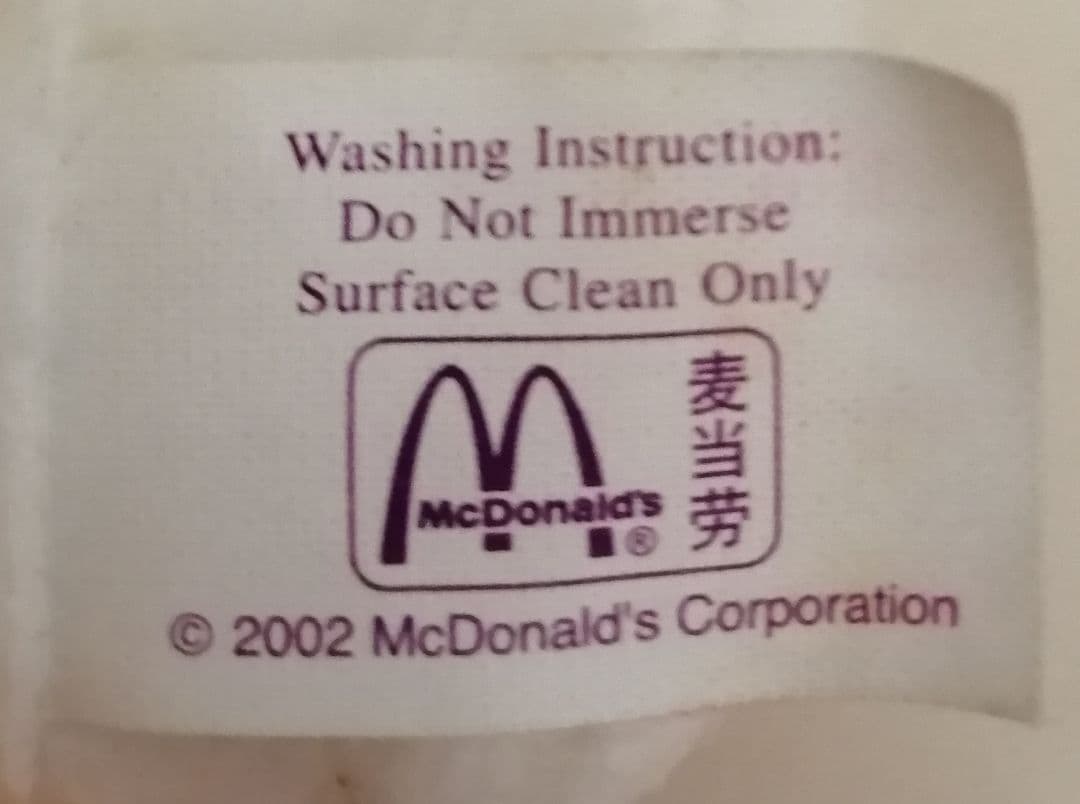 Washing Instruction:
Do Not Immerse
Surface Clean Only
McDonald's
®
麦当劳
© 2002 McDonald's Corporation